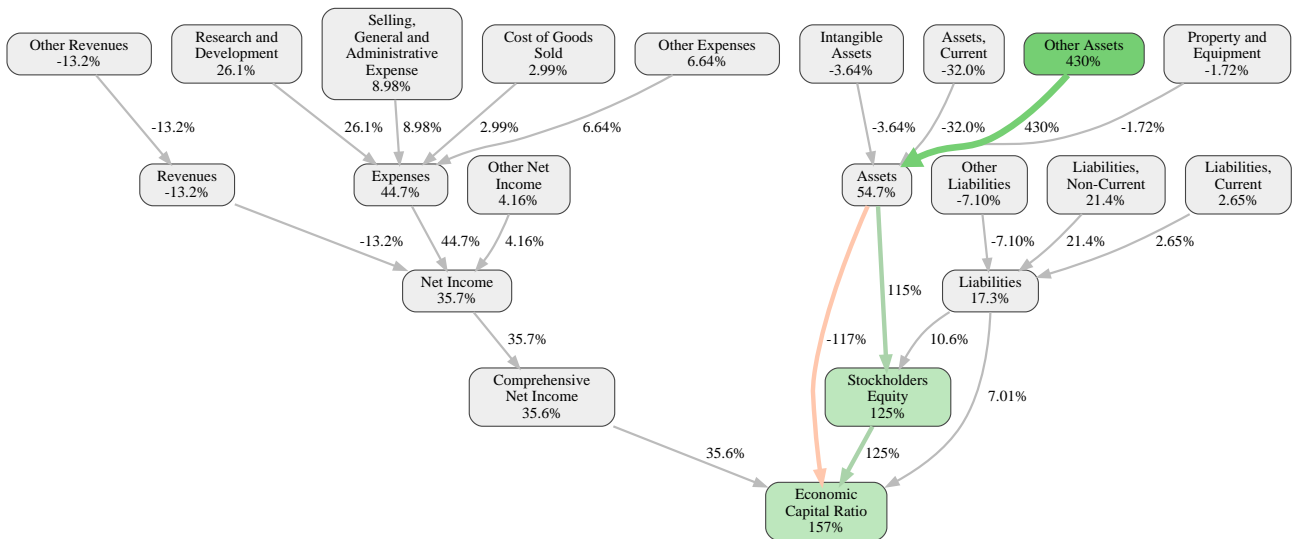 Other Revenues
-13.2%
Research and
Development
26.1%
Selling,
General and
Administrative
Expense
8.98%
Cost of Goods
Sold
2.99%
Other Expenses
6.64%
Intangible
Assets
-3.64%
Assets,
Current
-32.0%
Other Assets
430%
Property and
Equipment
-1.72%
-13.2%
26.1%
8.98%
2.99%
6.64%
-3.64%
-32.0%
430%
-1.72%
Revenues
-13.2%
Expenses
44.7%
Other Net
Income
4.16%
Assets
54.7%
Other
Liabilities
-7.10%
Liabilities,
Non-Current
21.4%
Liabilities,
Current
2.65%
-13.2%
44.7%
4.16%
-7.10%
21.4%
2.65%
Net Income
35.7%
115%
Liabilities
17.3%
35.7%
-117%
10.6%
Comprehensive
Net Income
35.6%
Stockholders
Equity
125%
7.01%
35.6%
125%
Economic
Capital Ratio
157%